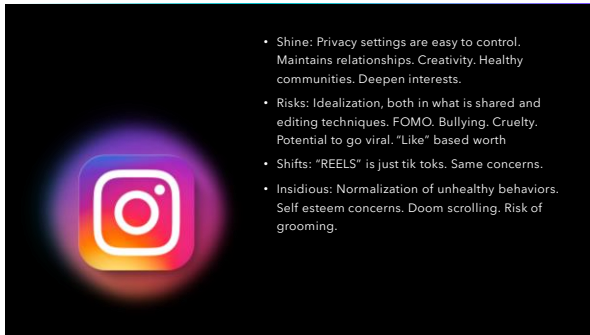 • Shine: Privacy settings are easy to control.
Maintains relationships. Creativity. Healthy
communities. Deepen interests.
• Risks: Idealization, both in what is shared and
editing techniques. FOMO. Bullying. Cruelty.
Potential to go viral. “Like” based worth
• Shifts: “REELS” is just tik toks. Same concerns.
• Insidious: Normalization of unhealthy behaviors.
Self esteem concerns. Doom scrolling. Risk of
grooming.